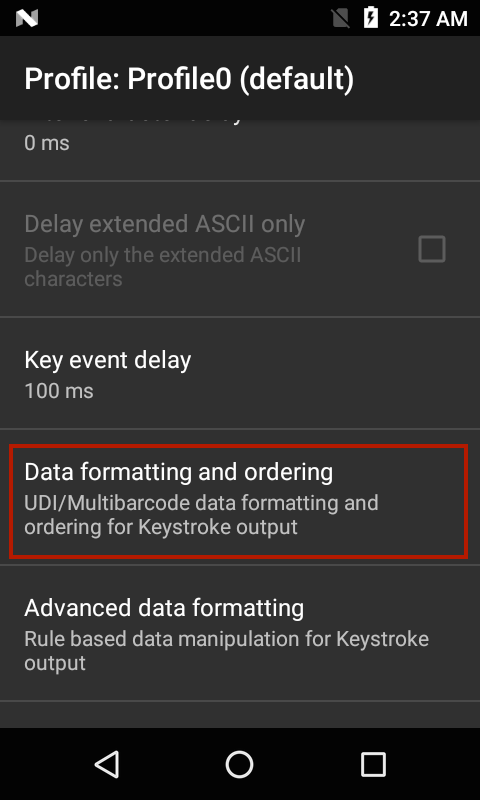 2:37 AM
Profile: Profile0 (default)
0 ms
Delay extended ASCII only
Delay only the extended ASCII
characters
Key event delay
100 ms
Data formatting and ordering
UDI/Multibarcode data formatting and
ordering for Keystroke output
Advanced data formatting
Rule based data manipulation for Keystroke
output